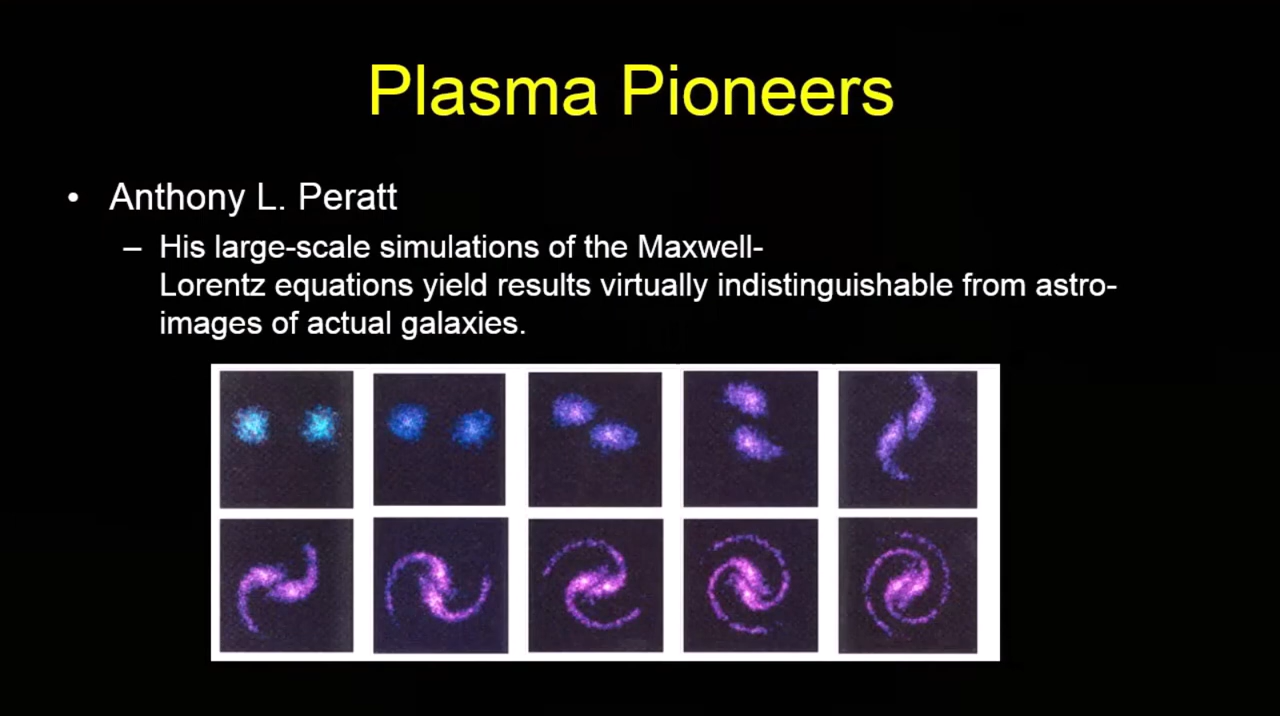 Plasma Pioneers
• Anthony L. Peratt
– His large-scale simulations of the Maxwell-
Lorentz equations yield results virtually indistinguishable from astro-
images of actual galaxies.